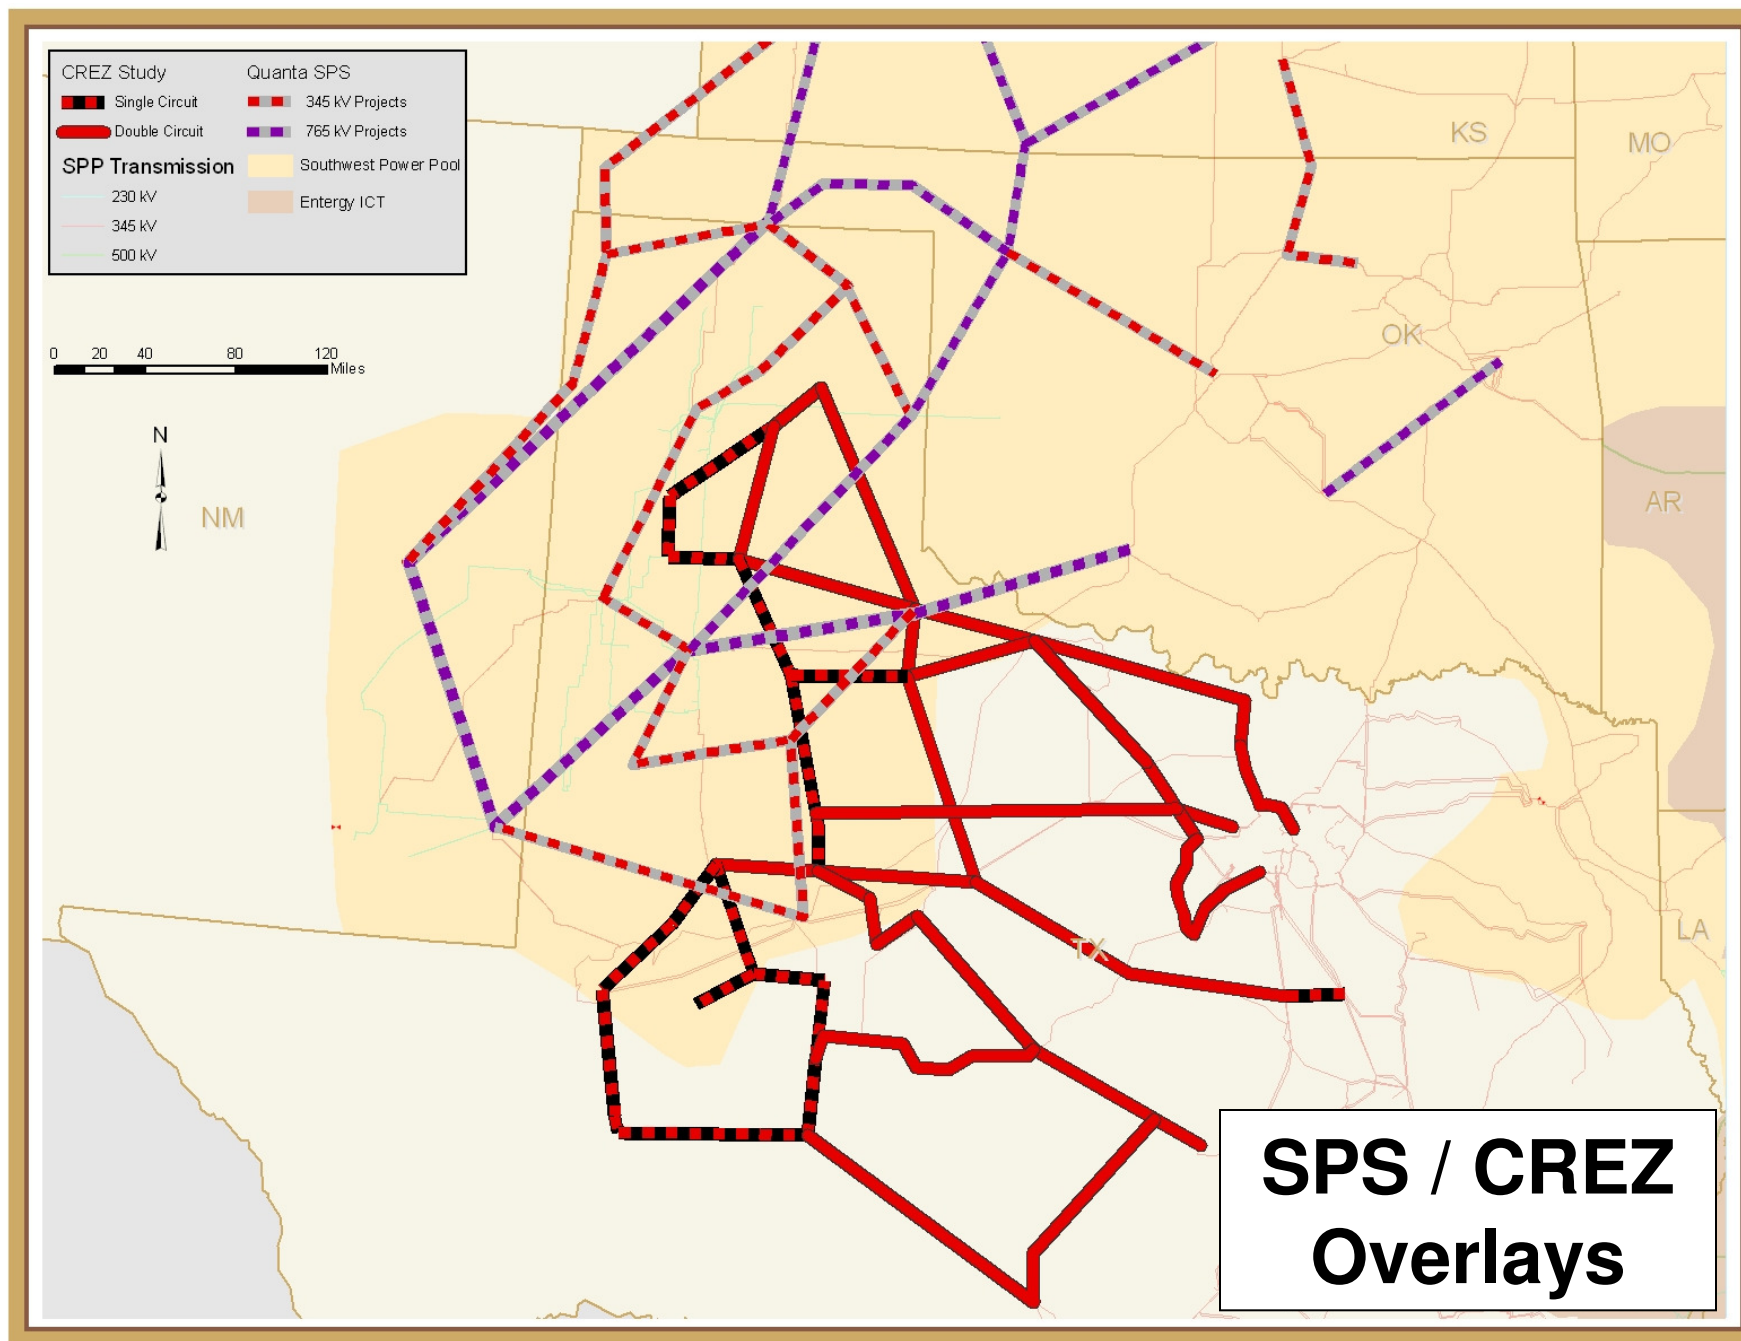 CREZ Study
Quanta SPS
Single Circuit
345 kV Projects
Double Circuit
765 kV Projects
SPP Transmission
Southwest Power Pool
230 kV
Entergy ICT
345 kV
500 kV
0 20 40 80 120
Miles
N
NM
KS
MO
OK
AR
TX
LA
SPS / CREZ
Overlays